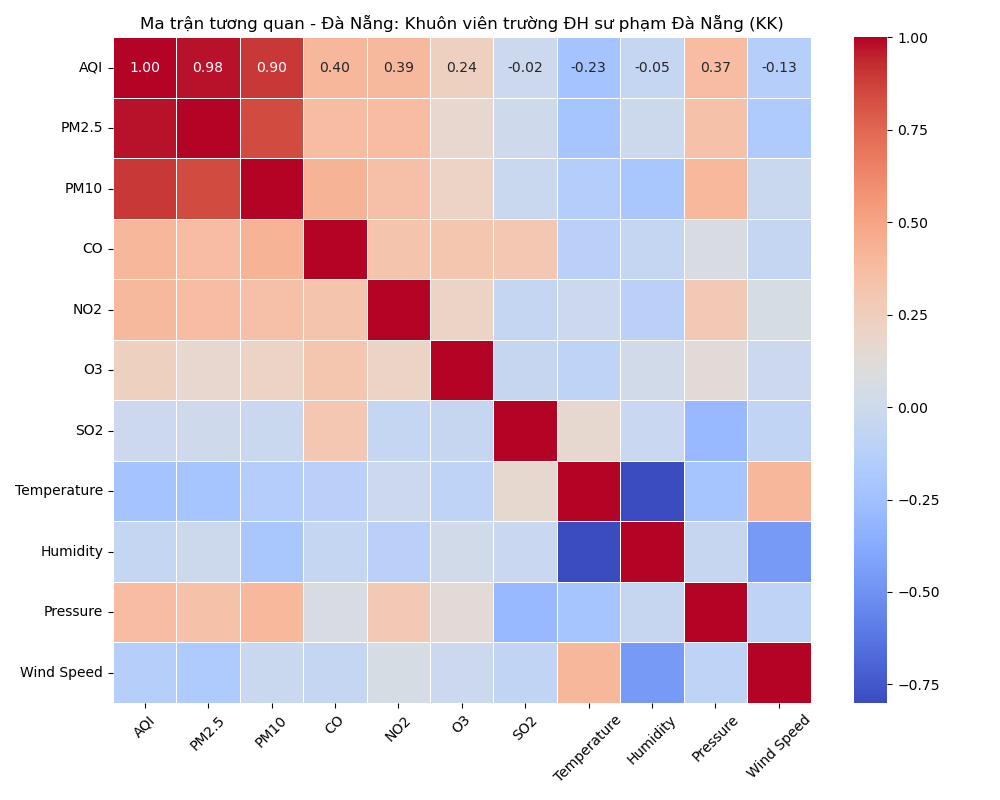 Ma trận tương quan - Đà Nẵng: Khuôn viên trường ĐH sư phạm Đà Nẵng (KK)
AQI 1.00 0.98 0.90 0.40 0.39 0.24 -0.02 -0.23 -0.05 0.37 -0.13
PM2.5
PM10
CO
NO2
O3
SO2
Temperature
Humidity
Pressure
Wind Speed
AQI PM2.5 PM10 CO NO2 O3 SO2 Temperature Humidity Pressure Wind Speed
1.00
0.75
0.50
0.25
0.00
−0.25
−0.50
−0.75